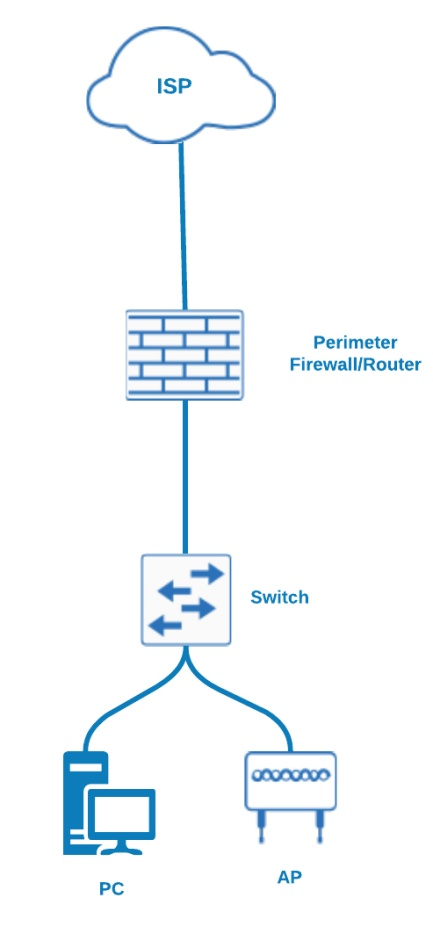 ISP
Perimeter
Firewall/Router
Switch
PC
AP